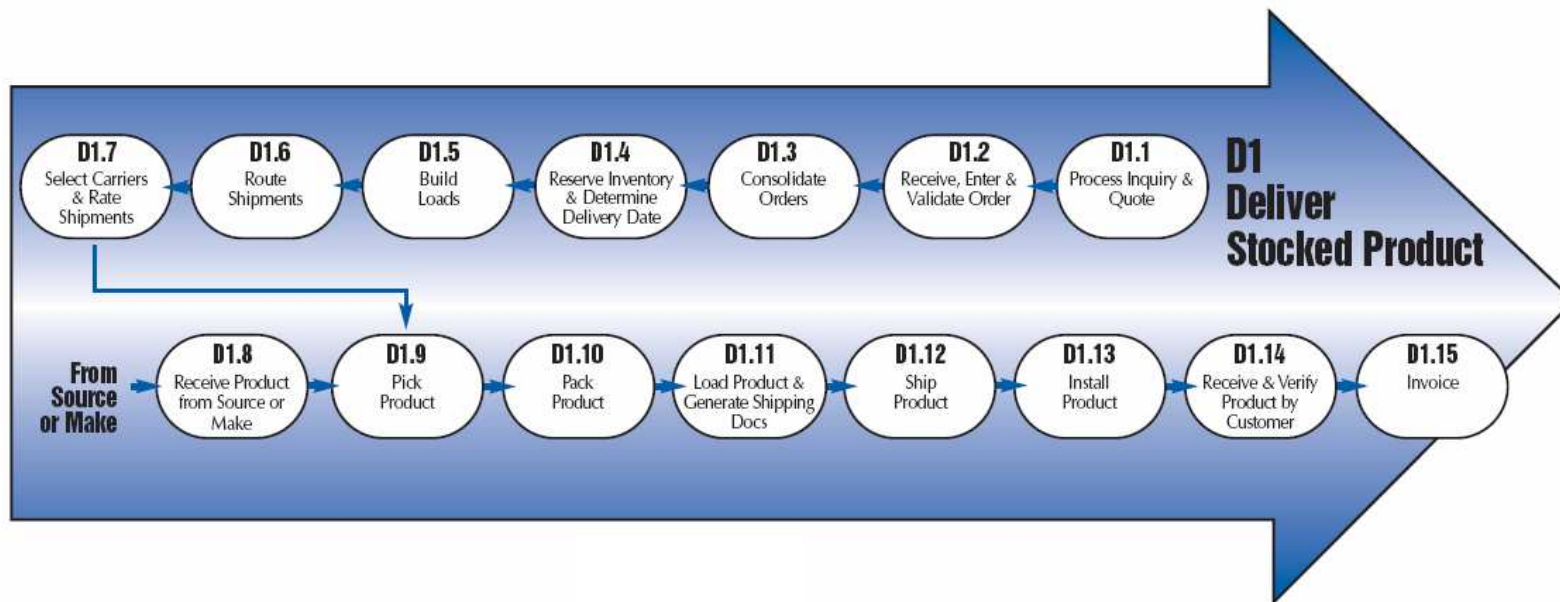 D1.7
Select Carriers
& Rate
Shipments
D1.6
Route
Shipments
D1.5
Build
Loads
D1.4
Reserve Inventory
& Determine
Delivery Date
D1.3
Consolidate
Orders
D1.2
Receive, Enter &
Validate Order
D1.1
Process Inquiry &
Quote
D1
Deliver
Stocked Product
From
Source
or Make
D1.8
Receive Product
from Source or
Make
D1.9
Pick
Product
D1.10
Pack
Product
D1.11
Load Product &
Generate Shipping
Docs
D1.12
Ship
Product
D1.13
Install
Product
D1.14
Receive & Verify
Product by
Customer
D1.15
Invoice